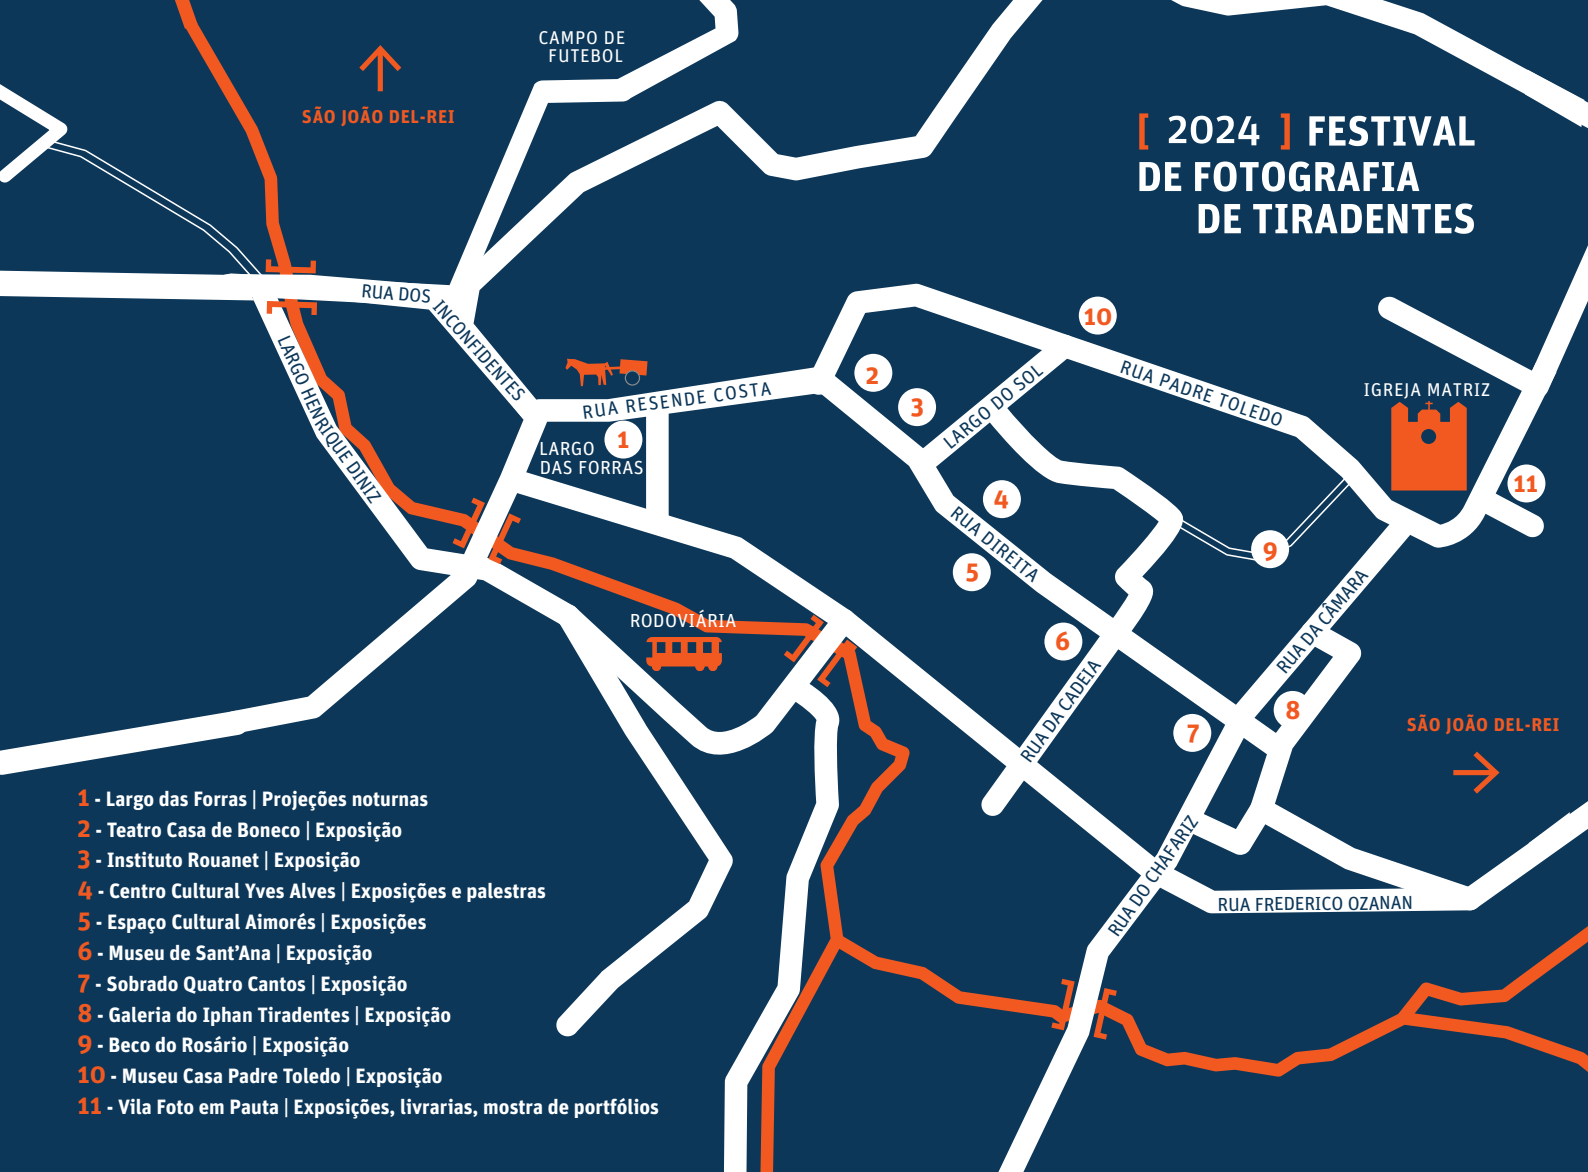 CAMPO DE
FUTEBOL
SÃO JOÃO DEL-REI
[ 2024 ] FESTIVAL
DE FOTOGRAFIA
DE TIRADENTES
RUA DOS INCONFIDENTES
LARGO HENRIQUE DINIZ
RUA RESENDE COSTA
1
LARGO
DAS FORRAS
2
3
LARGO DO SOL
10
RUA PADRE TOLEDO
IGREJA MATRIZ
11
4
RUA DIREITA
5
9
6
RUA DA CADEIA
RUA DA CÂMARA
8
7
RODOVIÁRIA
SÃO JOÃO DEL-REI
RUA DO CHAFARIZ
RUA FREDERICO OZANAN
1 - Largo das Forras | Projeções noturnas
2 - Teatro Casa de Boneco | Exposição
3 - Instituto Rouanet | Exposição
4 - Centro Cultural Yves Alves | Exposições e palestras
5 - Espaço Cultural Aimorés | Exposições
6 - Museu de Sant’Ana | Exposição
7 - Sobrado Quatro Cantos | Exposição
8 - Galeria do Iphan Tiradentes | Exposição
9 - Beco do Rosário | Exposição
10 - Museu Casa Padre Toledo | Exposição
11 - Vila Foto em Pauta | Exposições, livrarias, mostra de portfólios